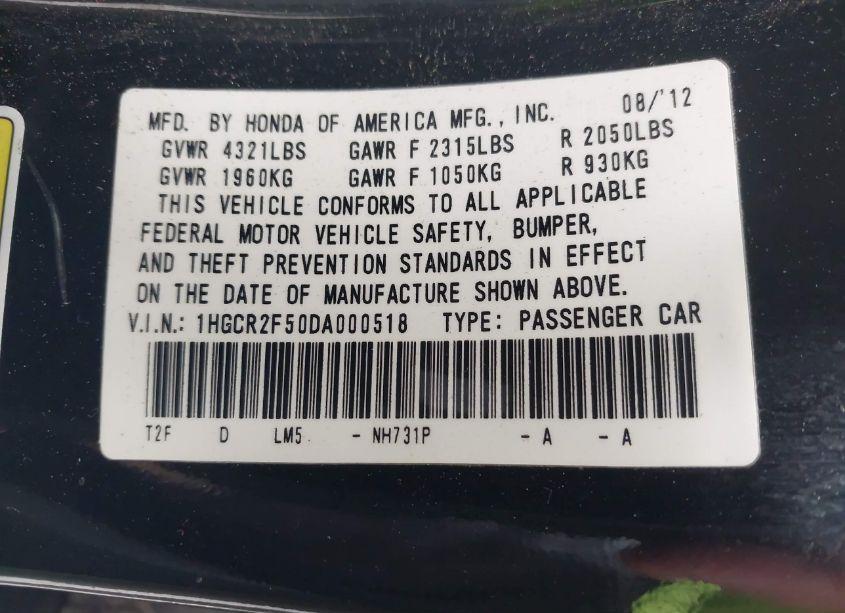 MFD. BY HONDA OF AMERICA MFG., INC. 08/'12
GVWR 4321LBS GAWR F 2315LBS R 2050LBS
GVWR 1960KG GAWR F 1050KG R 930KG
THIS VEHICLE CONFORMS TO ALL APPLICABLE
FEDERAL MOTOR VEHICLE SAFETY, BUMPER,
AND THEFT PREVENTION STANDARDS IN EFFECT
ON THE DATE OF MANUFACTURE SHOWN ABOVE.
V.I.N.: 1HGCR2F50DA000518 TYPE: PASSENGER CAR
T2F D LM5 - NH731P - A - A